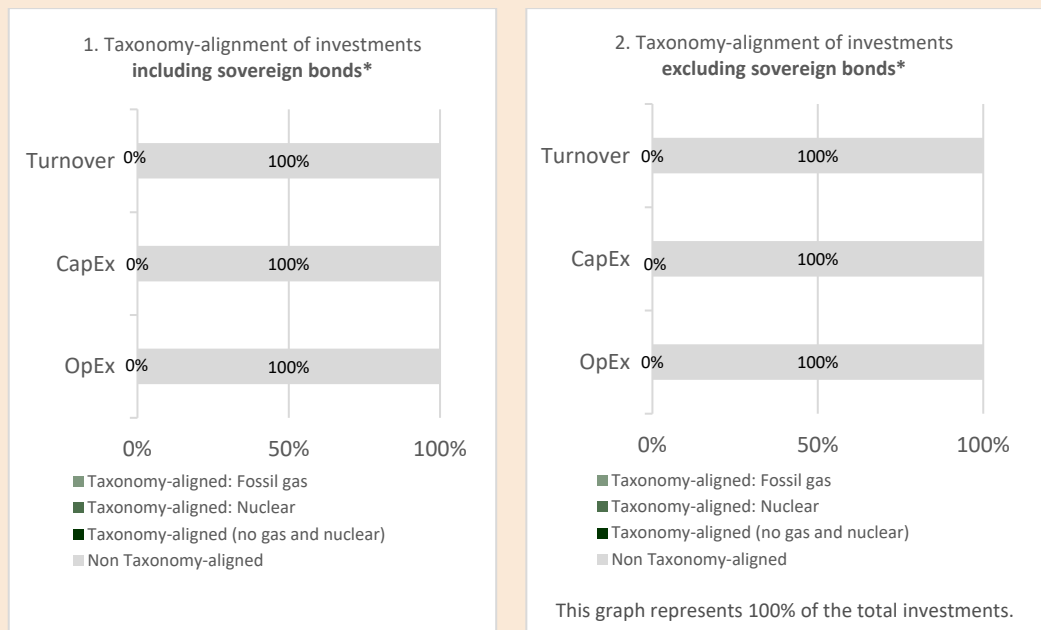 1. Taxonomy-alignment of investments
including sovereign bonds*
Turnover 0% 100%
CapEx 0% 100%
OpEx 0% 100%
0% 50% 100%
Taxonomy-aligned: Fossil gas
Taxonomy-aligned: Nuclear
Taxonomy-aligned (no gas and nuclear)
Non Taxonomy-aligned
2. Taxonomy-alignment of investments
excluding sovereign bonds*
Turnover 0% 100%
CapEx 0% 100%
OpEx 0% 100%
0% 50% 100%
Taxonomy-aligned: Fossil gas
Taxonomy-aligned: Nuclear
Taxonomy-aligned (no gas and nuclear)
Non Taxonomy-aligned
This graph represents 100% of the total investments.